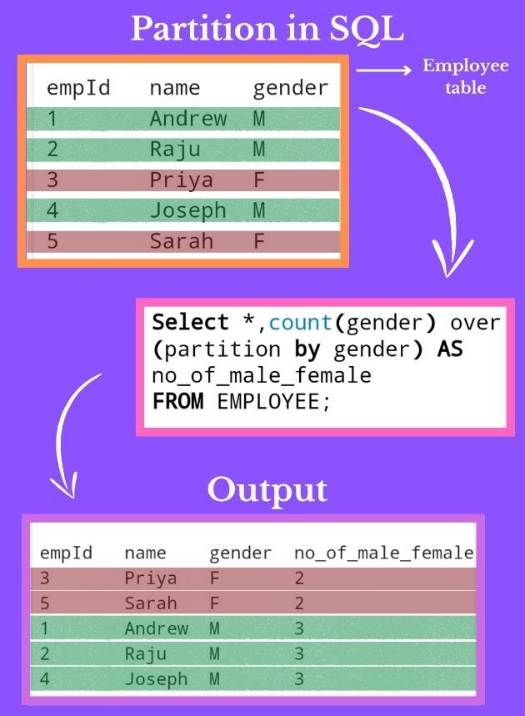 Partition in SQL
empId name gender
1 Andrew M
2 Raju M
3 Priya F
4 Joseph M
5 Sarah F
Employee
table
Select *,count(gender) over
(partition by gender) AS
no_of_male_female
FROM EMPLOYEE;
Output
empId name gender no_of_male_female
3 Priya F 2
5 Sarah F 2
1 Andrew M 3
2 Raju M 3
4 Joseph M 3